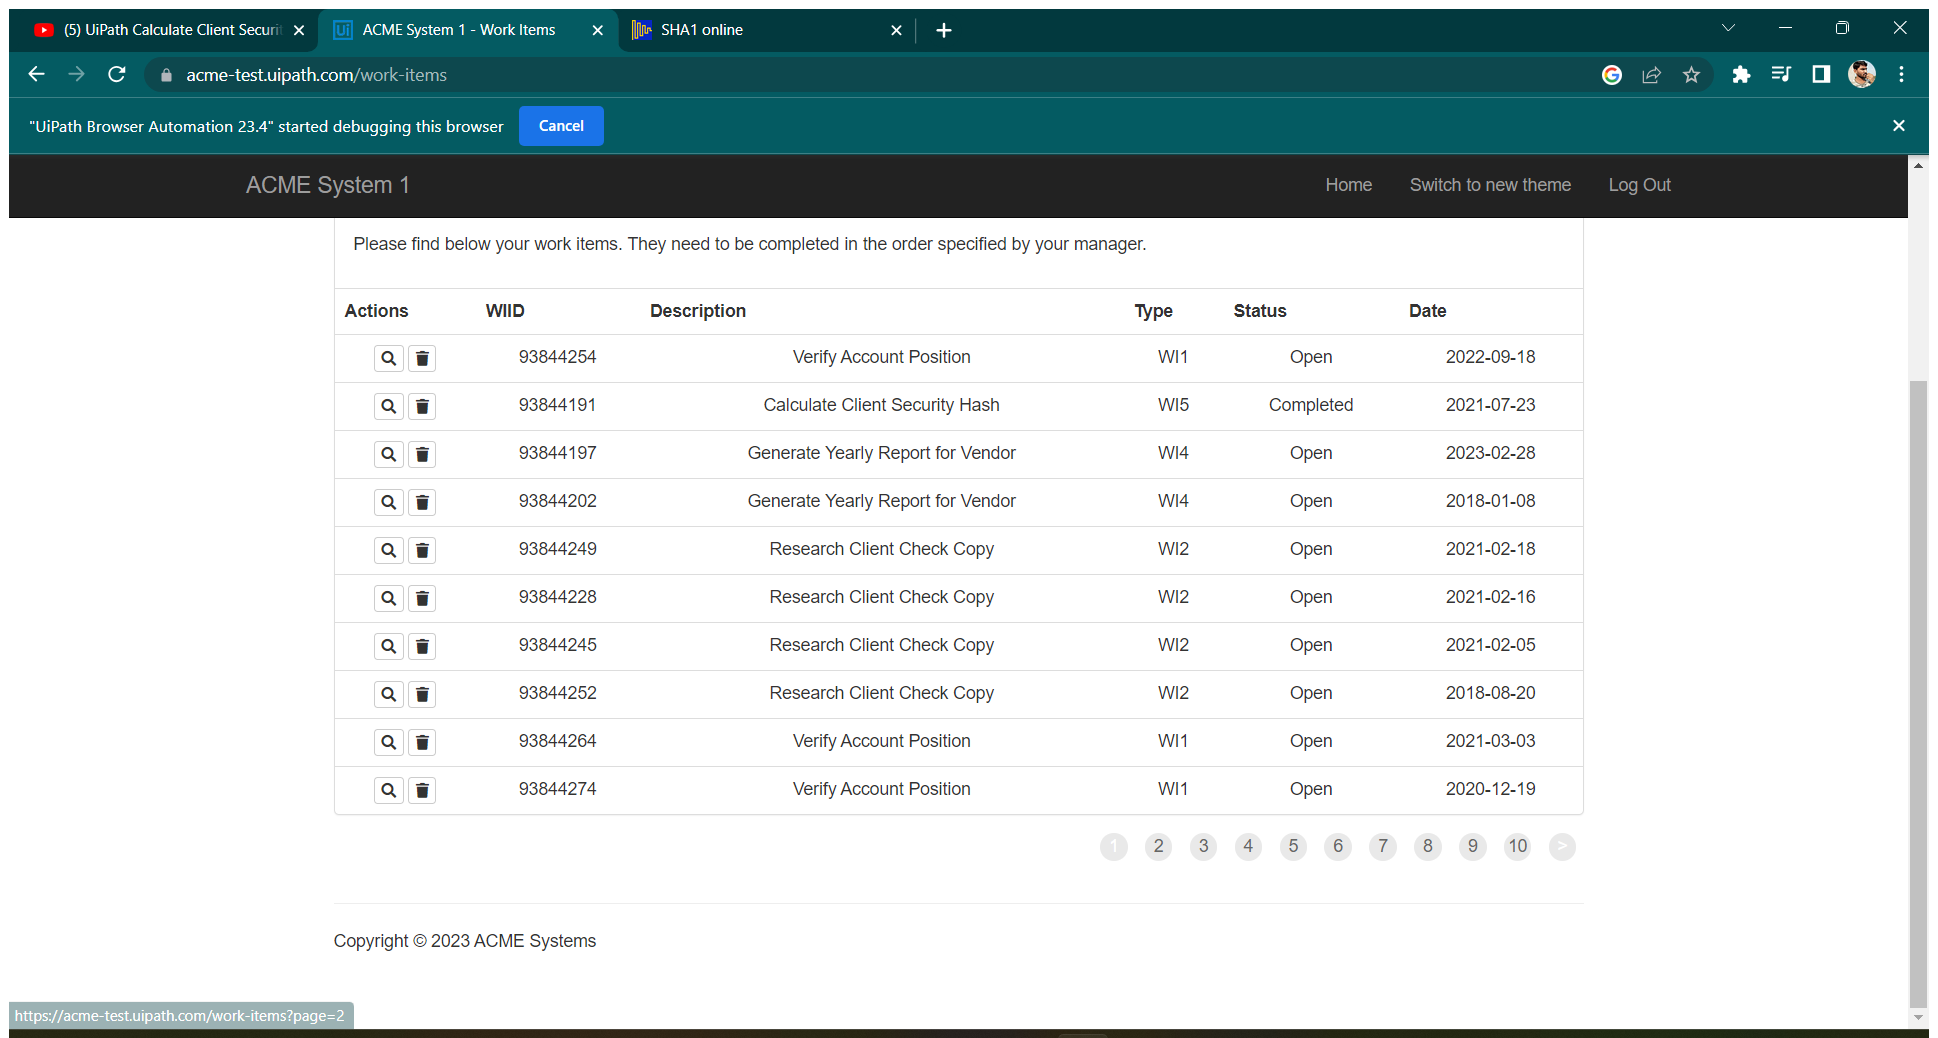 (5) UiPath Calculate Client Securit
ACME System 1 - Work Items
SHA1 online
acme-test.uipath.com/work-items
"UiPath Browser Automation 23.4" started debugging this browser
Cancel
ACME System 1
Home
Switch to new theme
Log Out
Please find below your work items. They need to be completed in the order specified by your manager.
Actions WIID Description Type Status Date
93844254 Verify Account Position WI1 Open 2022-09-18
93844191 Calculate Client Security Hash WI5 Completed 2021-07-23
93844197 Generate Yearly Report for Vendor WI4 Open 2023-02-28
93844202 Generate Yearly Report for Vendor WI4 Open 2018-01-08
93844249 Research Client Check Copy WI2 Open 2021-02-18
93844228 Research Client Check Copy WI2 Open 2021-02-16
93844245 Research Client Check Copy WI2 Open 2021-02-05
93844252 Research Client Check Copy WI2 Open 2018-08-20
93844264 Verify Account Position WI1 Open 2021-03-03
93844274 Verify Account Position WI1 Open 2020-12-19
1 2 3 4 5 6 7 8 9 10 >
Copyright © 2023 ACME Systems
https://acme-test.uipath.com/work-items?page=2